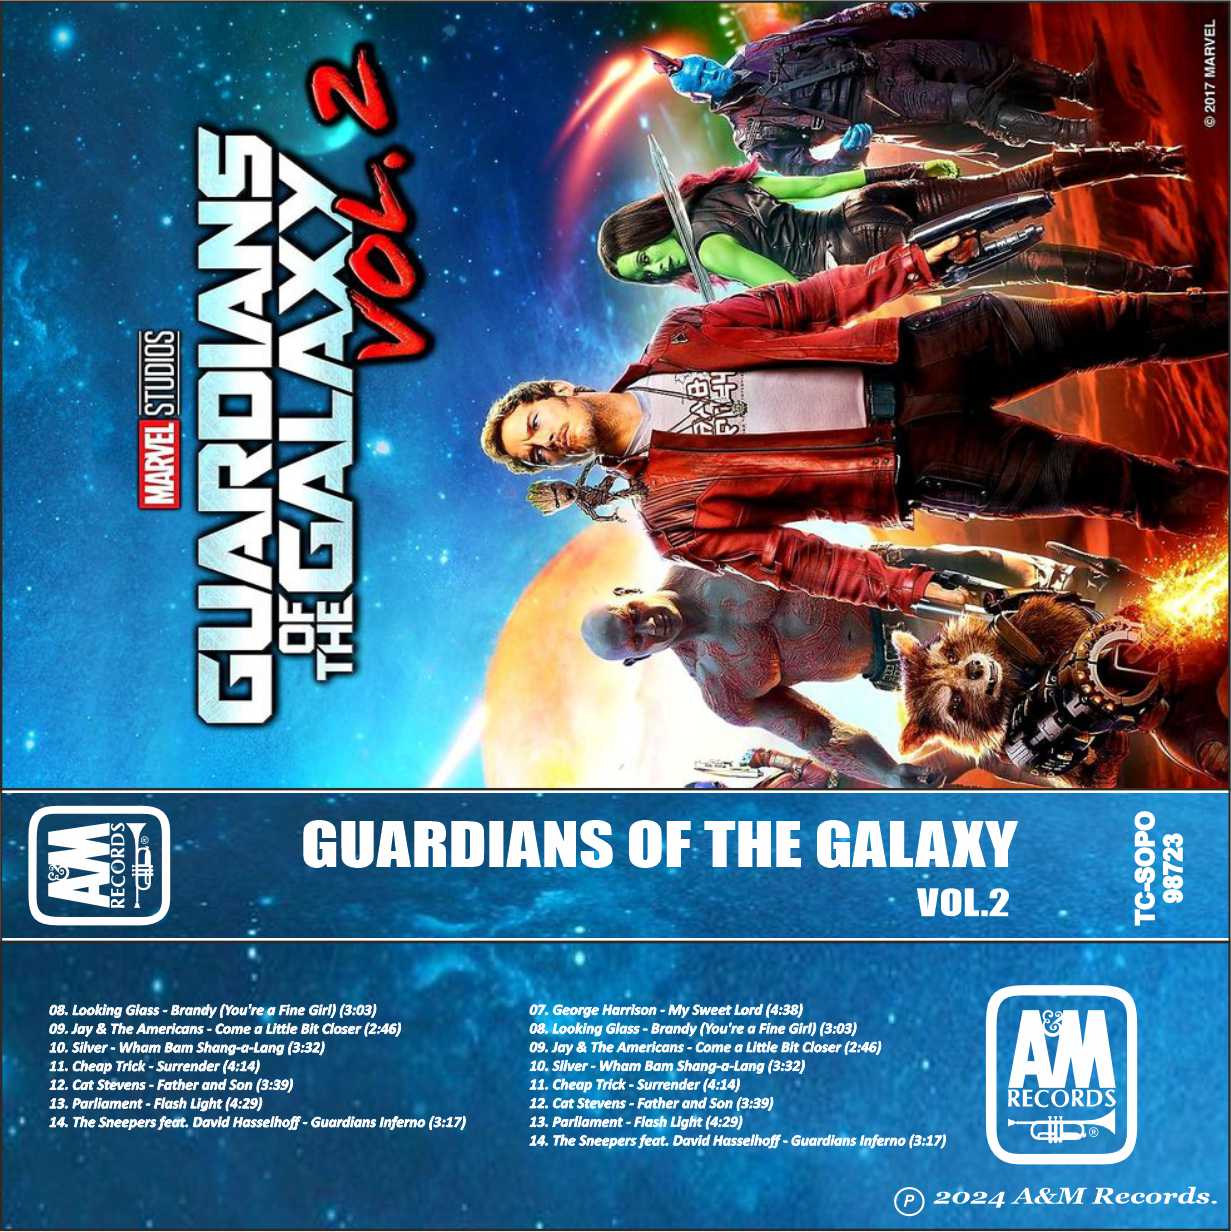 MARVEL STUDIOS
GUARDIANS
OF
THE
GALAXY
VOL. 2
© 2017 MARVEL
A&M
RECORDS
®
GUARDIANS OF THE GALAXY
VOL.2
TC-SOPO
98723
08. Looking Glass - Brandy (You're a Fine Girl) (3:03)
09. Jay & The Americans - Come a Little Bit Closer (2:46)
10. Silver - Wham Bam Shang-a-Lang (3:32)
11. Cheap Trick - Surrender (4:14)
12. Cat Stevens - Father and Son (3:39)
13. Parliament - Flash Light (4:29)
14. The Sneepers feat. David Hasselhoff - Guardians Inferno (3:17)
07. George Harrison - My Sweet Lord (4:38)
08. Looking Glass - Brandy (You're a Fine Girl) (3:03)
09. Jay & The Americans - Come a Little Bit Closer (2:46)
10. Silver - Wham Bam Shang-a-Lang (3:32)
11. Cheap Trick - Surrender (4:14)
12. Cat Stevens - Father and Son (3:39)
13. Parliament - Flash Light (4:29)
14. The Sneepers feat. David Hasselhoff - Guardians Inferno (3:17)
A&M
RECORDS
®
℗ 2024 A&M Records.